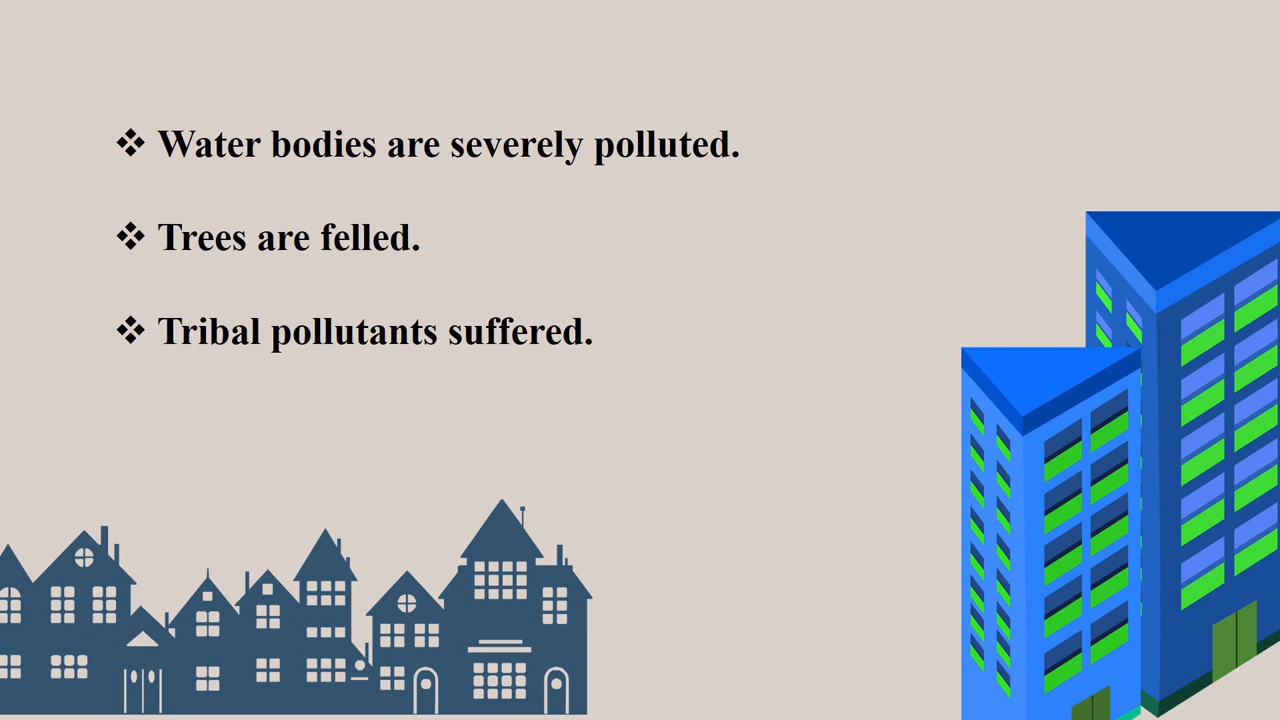 ❖ Water bodies are severely polluted.
❖ Trees are felled.
❖ Tribal pollutants suffered.